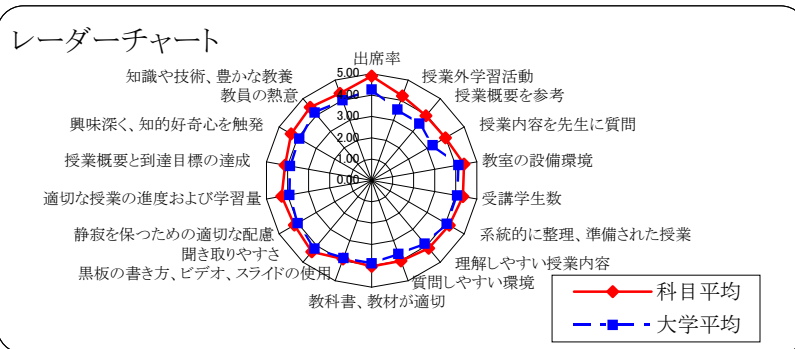 レーダーチャート
出席率
授業外学習活動
授業概要を参考
授業内容を先生に質問
教室の設備環境
受講学生数
系統的に整理、準備された授業
理解しやすい授業内容
質問しやすい環境
教科書、教材が適切
黒板の書き方、ビデオ、スライドの使用
聞き取りやすさ
静寂を保つための適切な配慮
適切な授業の進度および学習量
授業概要と到達目標の達成
興味深く、知的好奇心を触発
教員の熱意
知識や技術、豊かな教養
5.00
4.00
3.00
2.00
1.00
0.00
科目平均
大学平均